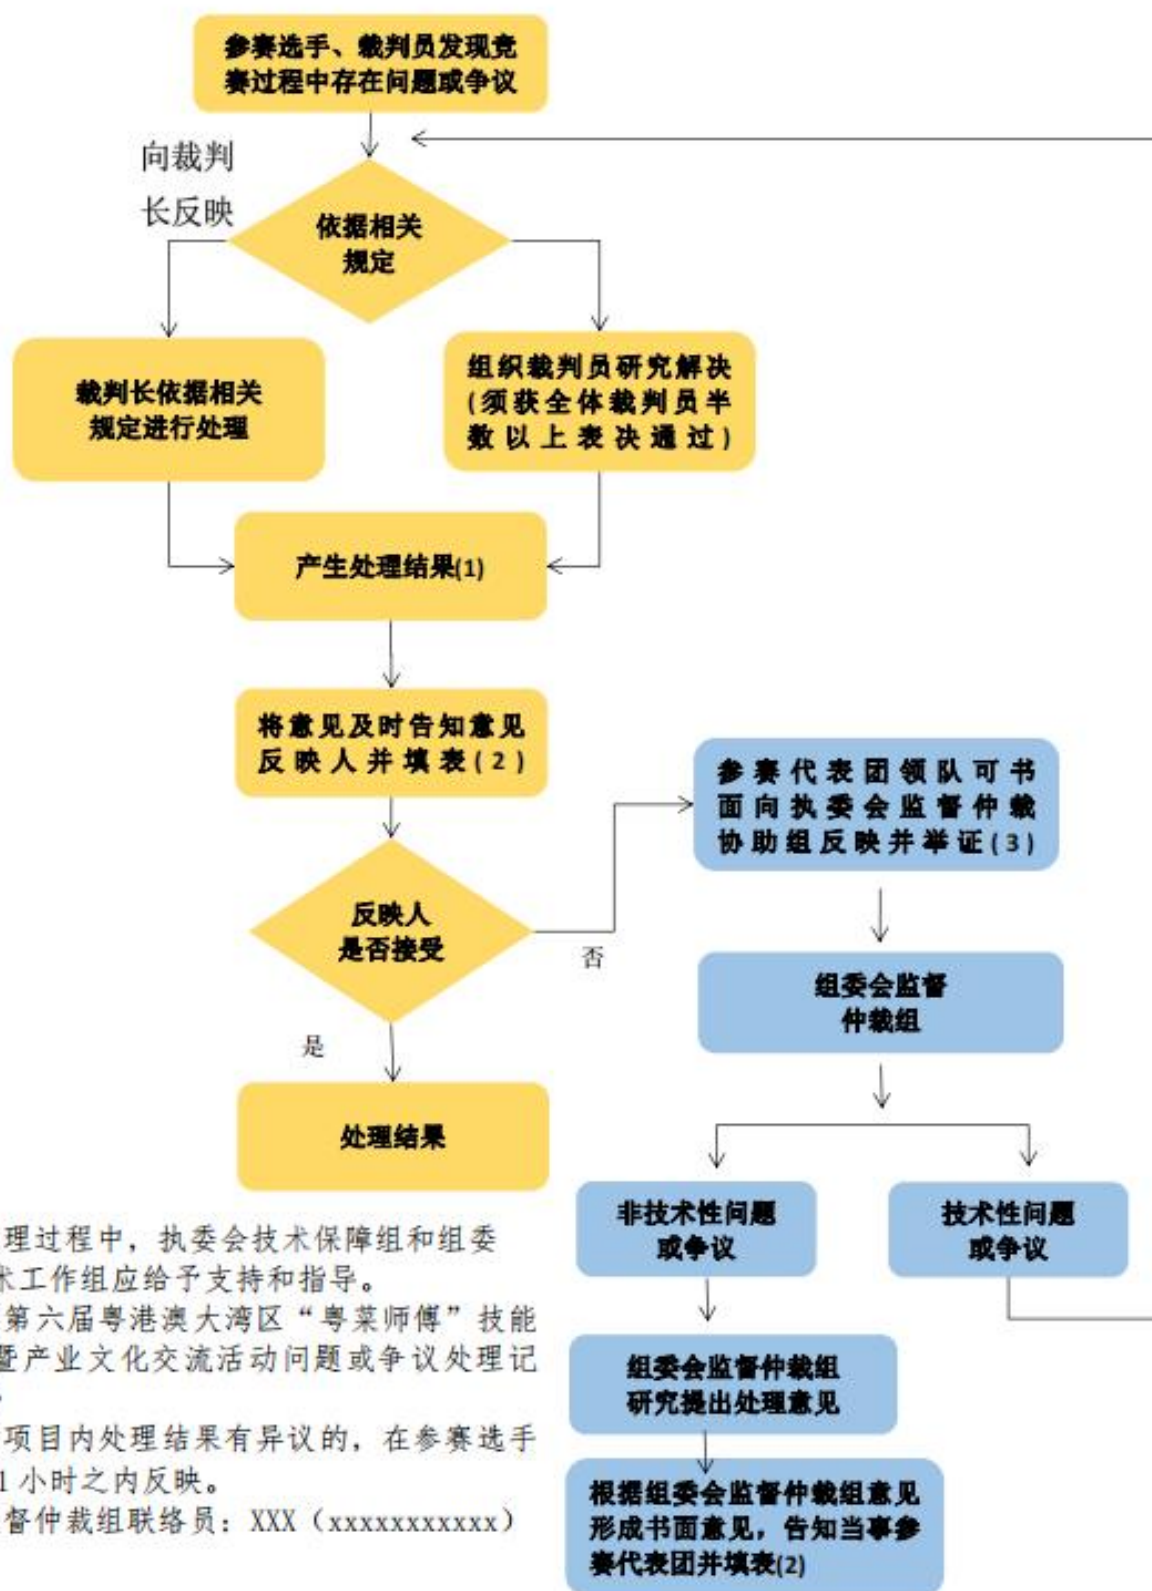 参赛选手、裁判员发现竞
赛过程中存在问题或争议
向裁判
长反映
依据相关
规定
裁判长依据相关
规定进行处理
组织裁判员研究解决
(须获全体裁判员半
数以上表决通过)
产生处理结果(1)
将意见及时告知意见
反映人并填表(2)
反映人
是否接受
否
是
处理结果
参赛代表团领队可书
面向执委会监督仲裁
协助组反映并举证(3)
组委会监督
仲裁组
非技术性问题
或争议
技术性问题
或争议
组委会监督仲裁组
研究提出处理意见
根据组委会监督仲裁组意见
形成书面意见，告知当事参
赛代表团并填表(2)
理过程中，执委会技术保障组和组委
术工作组应给予支持和指导。
第六届粤港澳大湾区“粤菜师傅”技能
暨产业文化交流活动问题或争议处理记
项目内处理结果有异议的，在参赛选手
1 小时之内反映。
督仲裁组联络员：XXX（xxxxxxxxxxx）